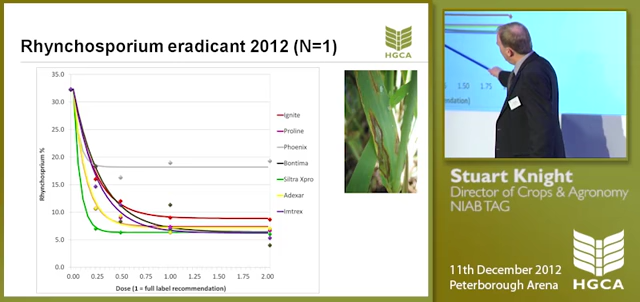 Rhynchosporium eradicant 2012 (N=1)
HGCA
35.0
30.0
25.0
20.0
15.0
10.0
5.0
0.0
Rhynchosporium %
0.00 0.25 0.50 0.75 1.00 1.25 1.50 1.75 2.00
Dose (1 = full label recommendation)
Ignite
Proline
Phoenix
Bontima
Siltra Xpro
Adexar
Imtrex
1.50 1.75 2.00
endation)
Stuart Knight
Director of Crops & Agronomy
NIAB TAG
11th December 2012
Peterborough Arena
HGCA